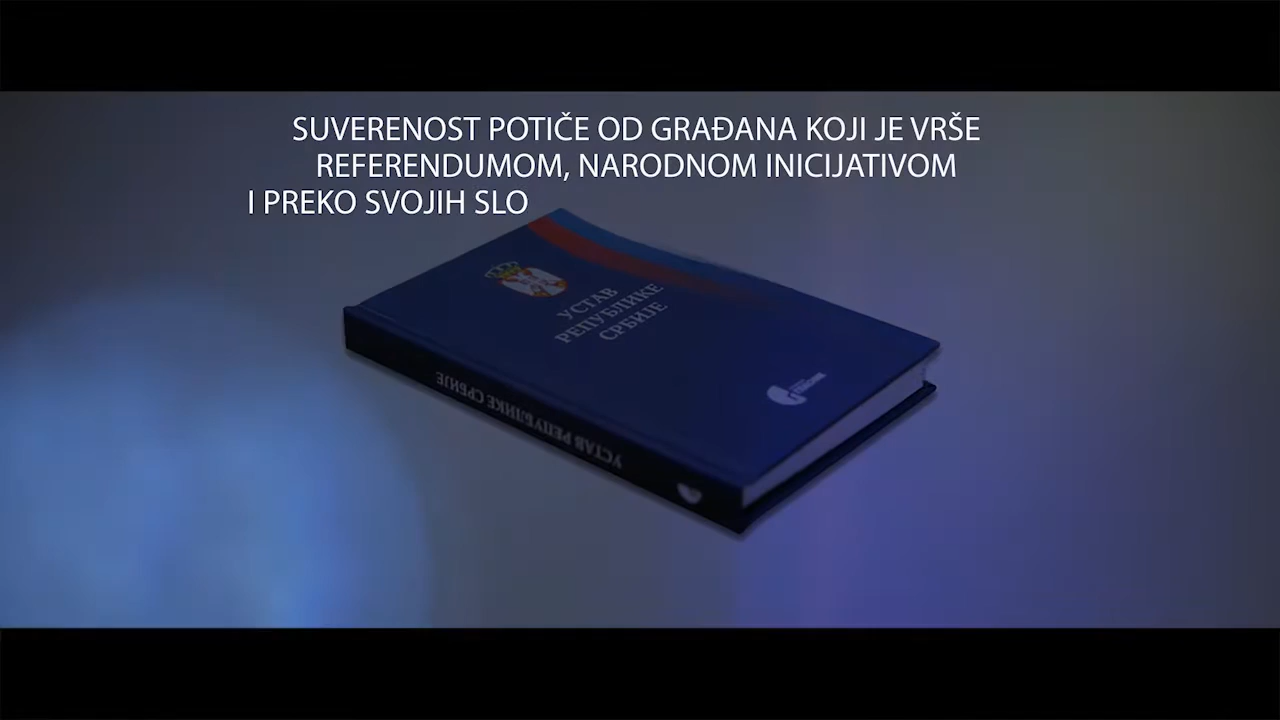 SUVERENOST POTIČE OD GRAĐANA KOJI JE VRŠE
REFERENDUMOM, NARODNOM INICIJATIVOM
I PREKO SVOJIH SLO
УСТАВ
РЕПУБЛИКЕ
СРБИЈЕ
УСТАВ РЕПУБЛИКЕ СРБИЈЕ